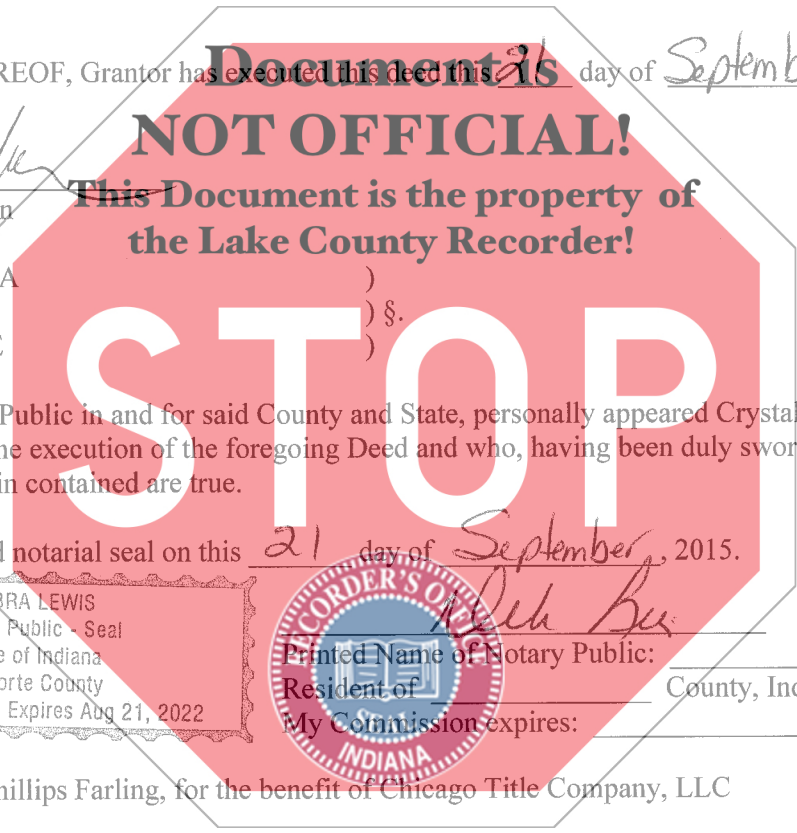 Document is
REOF, Grantor has executed this deed this 21 day of Septemb
NOT OFFICIAL!
This Document is the property of
n
the Lake County Recorder!
A )
) §.
)
STOP
Public in and for said County and State, personally appeared Crystal
ne execution of the foregoing Deed and who, having been duly swor
in contained are true.
d notarial seal on this 21 day of September, 2015.
BRA LEWIS
Public - Seal
e of Indiana
orte County
Expires Aug 21, 2022
RECORDER'S OFFICE
SEAL
INDIANA
Printed Name of Notary Public:
Resident of County, Ind
My Commission expires:
hillips Farling, for the benefit of Chicago Title Company, LLC